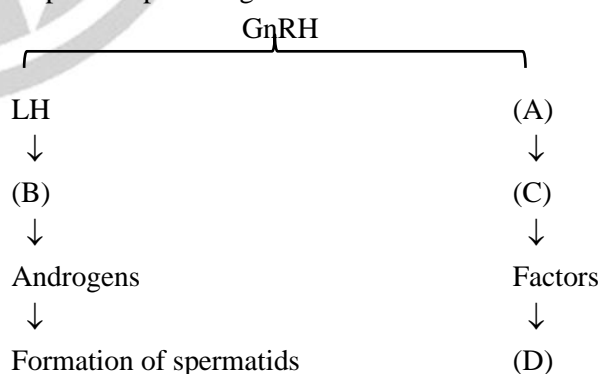 GnRH
LH (A)
↓ ↓
(B) (C)
↓ ↓
Androgens Factors
↓ ↓
Formation of spermatids (D)